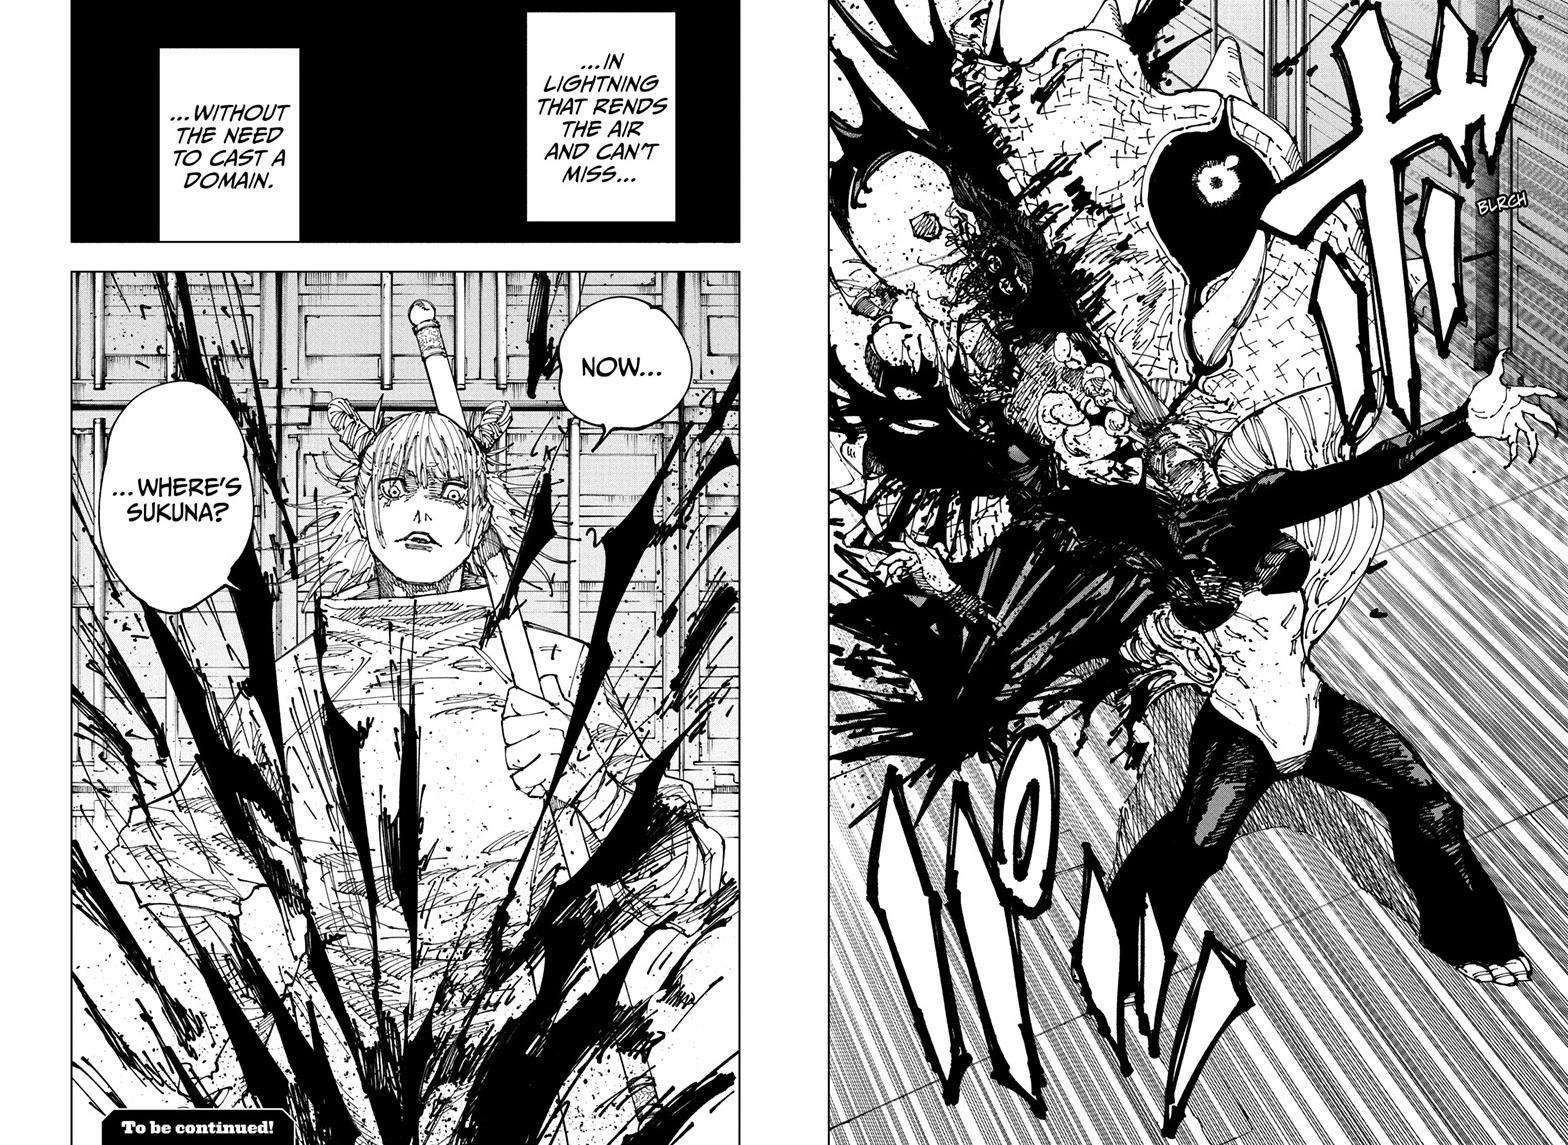 BLRCH
...IN
LIGHTNING
THAT RENDS
THE AIR
AND CAN'T
MISS...
...WITHOUT
THE NEED
TO CAST A
DOMAIN.
NOW...
...WHERE'S
SUKUNA?
To be continued!